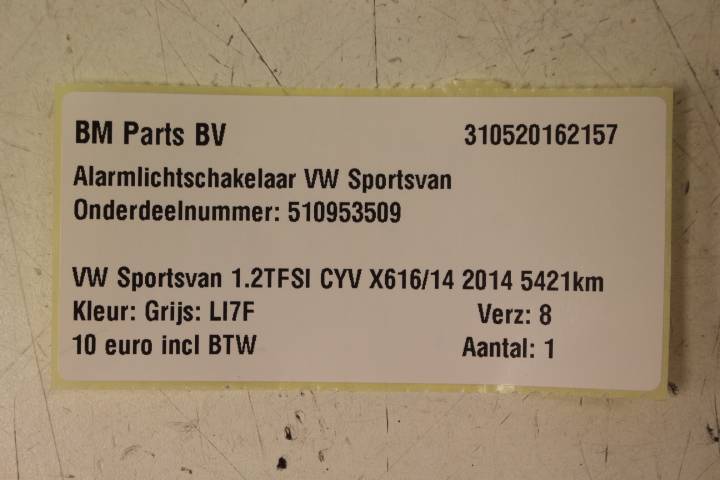 BM Parts BV 310520162157
Alarmlichtschakelaar VW Sportsvan
Onderdeelnummer: 510953509
VW Sportsvan 1.2TFSI CYV X616/14 2014 5421km
Kleur: Grijs: LI7F Verz: 8
10 euro incl BTW Aantal: 1